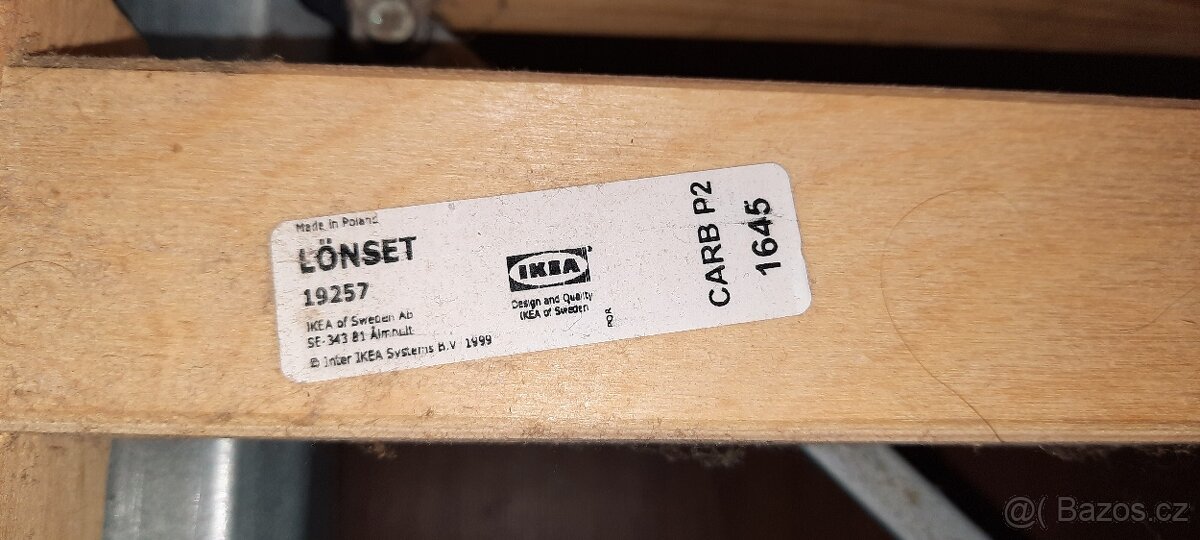 Made in Poland
LÖNSET
19257
IKEA of Sweden AB
SE-343 81 Älmhult
© Inter IKEA Systems B.V. 1999
IKEA
Design and Quality
IKEA of Sweden
CARB P2
1645
@( Bazos.cz